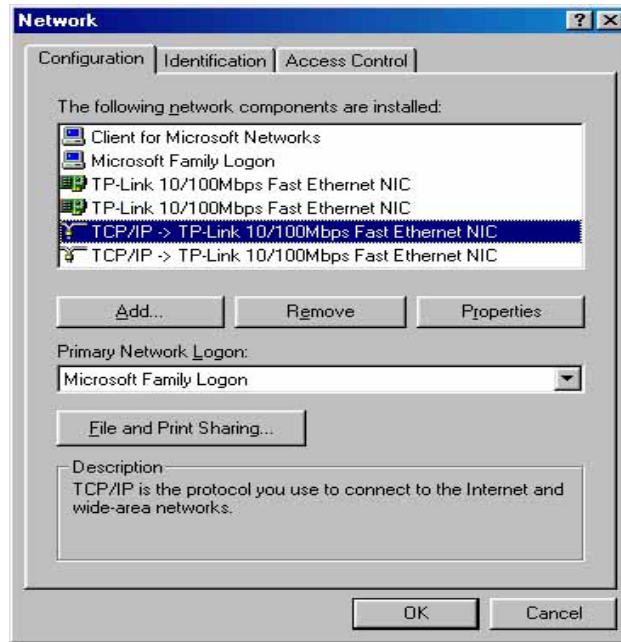 Network
Configuration Identification Access Control
The following network components are installed:
Client for Microsoft Networks
Microsoft Family Logon
TP-Link 10/100Mbps Fast Ethernet NIC
TP-Link 10/100Mbps Fast Ethernet NIC
TCP/IP -> TP-Link 10/100Mbps Fast Ethernet NIC
TCP/IP -> TP-Link 10/100Mbps Fast Ethernet NIC
Add... Remove Properties
Primary Network Logon:
Microsoft Family Logon
File and Print Sharing...
Description
TCP/IP is the protocol you use to connect to the Internet and
wide-area networks.
OK Cancel